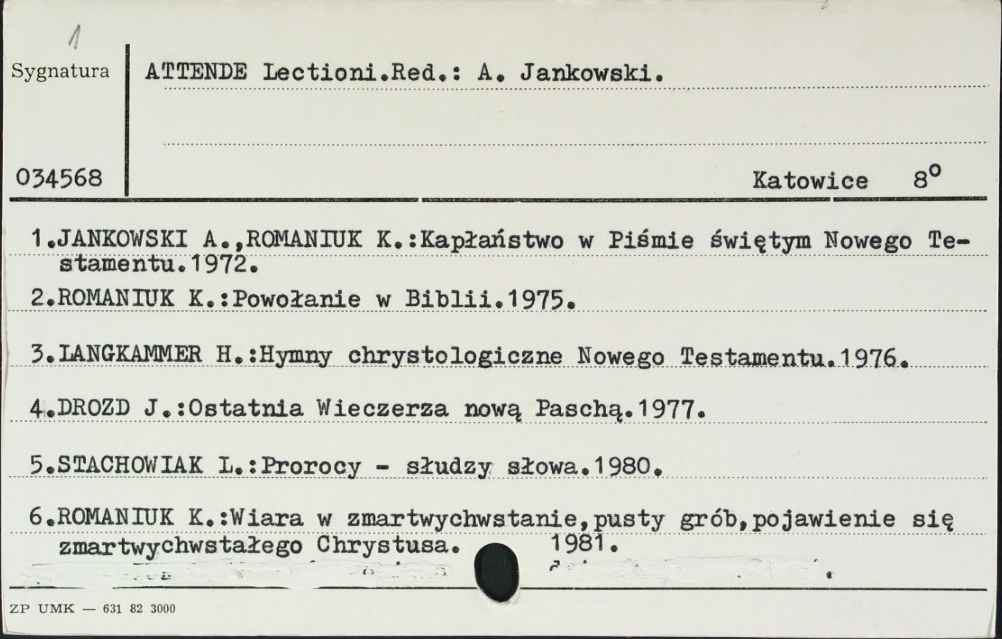 1
Sygnatura
ATTENDE Lectioni.Red.: A. Jankowski.
034568
Katowice 8°
1.JANKOWSKI A.,ROMANIUK K.:Kapłaństwo w Piśmie świętym Nowego Te-
stamentu.1972.
2.ROMANIUK K.:Powołanie w Biblii.1975.
3.LANGKAMMER H.:Hymny chrystologiczne Nowego Testamentu.1976.
4.DROZD J.:Ostatnia Wieczerza nową Paschą.1977.
5.STACHOWIAK L.:Prorocy - słudzy słowa.1980.
6.ROMANIUK K.:Wiara w zmartwychwstanie,pusty grób,pojawienie się
zmartwychwstałego Chrystusa. 1981.
ZP UMK — 631 82 3000